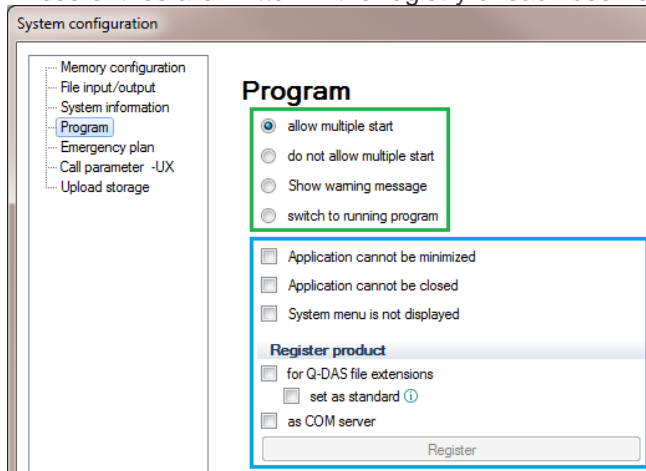 System configuration
Memory configuration
File input/output
System information
Program
Emergency plan
Call parameter -UX
Upload storage
Program
allow multiple start
do not allow multiple start
Show warning message
switch to running program
Application cannot be minimized
Application cannot be closed
System menu is not displayed
Register product
for Q-DAS file extensions
set as standard
as COM server
Register